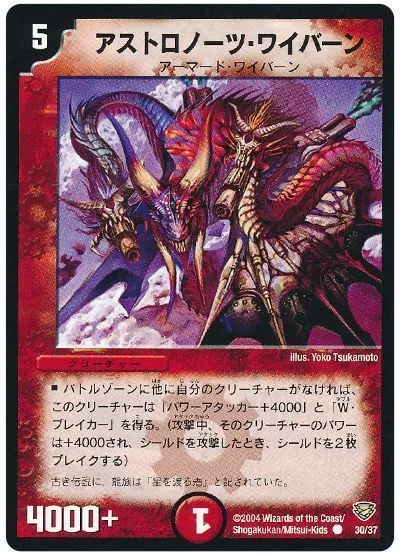 5
アストロノーツ・ワイバーン
アーマード・ワイバーン
illus. Yoko Tsukamoto
クリーチャー
■ バトルゾーンに他に自分のクリーチャーがなければ、
このクリーチャーは「パワーアタッカー+4000」と「W・
ブレイカー」を得る。(攻撃中、そのクリーチャーのパワー
は+4000され、シールドを攻撃したとき、シールドを2枚
ブレイクする)
古き伝説に、龍族は「星を渡る者」と記されていた。
4000+
1
©2004 Wizards of the Coast/
Shogakukan/Mitsui-Kids
30/37